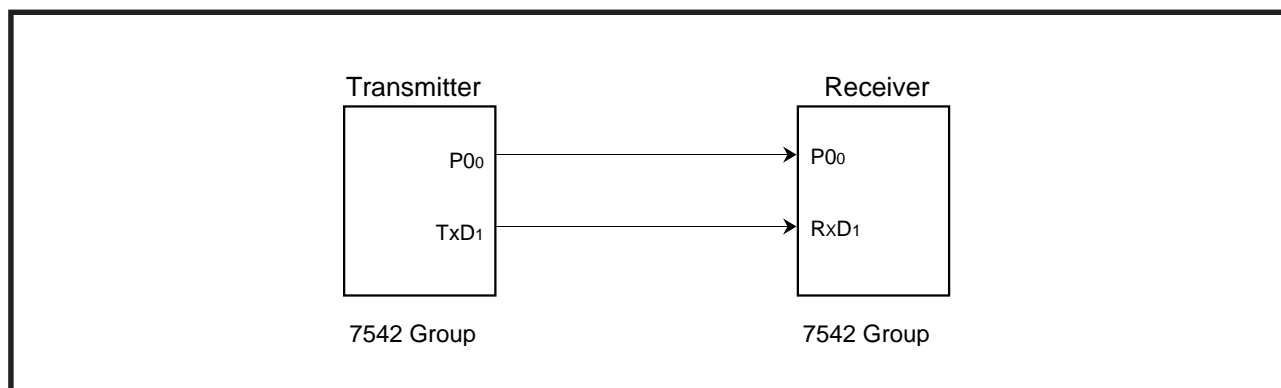 Transmitter
Receiver
P0₀
P0₀
TxD₁
RxD₁
7542 Group
7542 Group